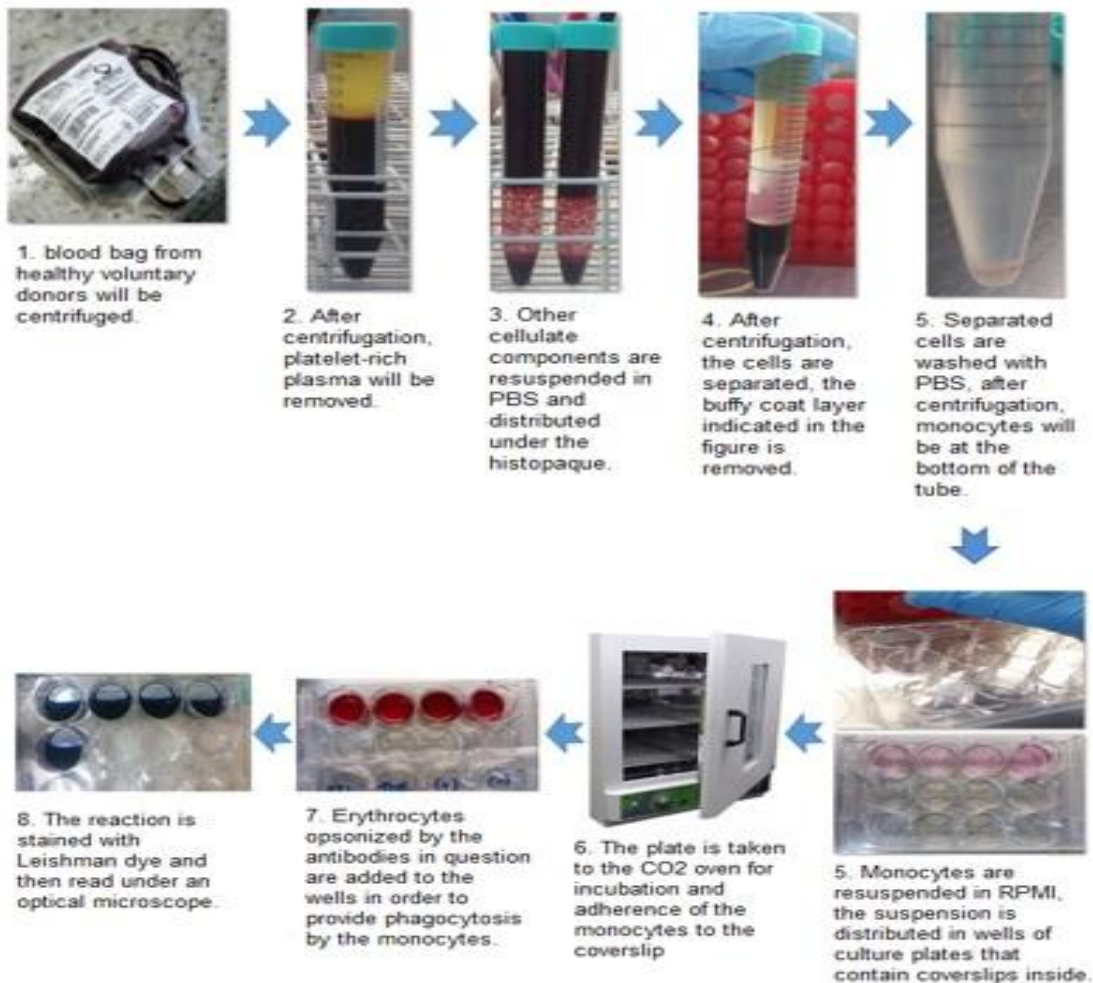 1. blood bag from
healthy voluntary
donors will be
centrifuged.
2. After
centrifugation,
platelet-rich
plasma will be
removed.
3. Other
cellulate
components are
resuspended in
PBS and
distributed
under the
histopaque.
4. After
centrifugation,
the cells are
separated, the
buffy coat layer
indicated in the
figure is
removed.
5. Separated
cells are
washed with
PBS, after
centrifugation,
monocytes will
be at the
bottom of the
tube.
5. Monocytes are
resuspended in RPMI,
the suspension is
distributed in wells of
culture plates that
contain coverslips inside.
6. The plate is taken
to the CO2 oven for
incubation and
adherence of the
monocytes to the
coverslip
7. Erythrocytes
opsonized by the
antibodies in question
are added to the
wells in order to
provide phagocytosis
by the monocytes.
8. The reaction is
stained with
Leishman dye and
then read under an
optical microscope.